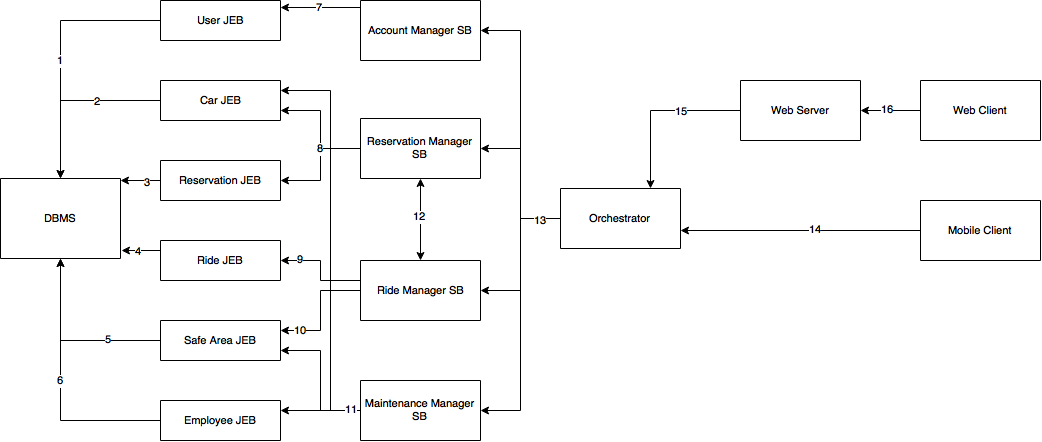 User JEB
7
Account Manager SB
1
2
Car JEB
15
Web Server
16
Web Client
8
Reservation Manager
SB
3
Reservation JEB
DBMS
12
13
Orchestrator
14
Mobile Client
4
Ride JEB
9
Ride Manager SB
10
5
Safe Area JEB
6
Employee JEB
11
Maintenance Manager
SB